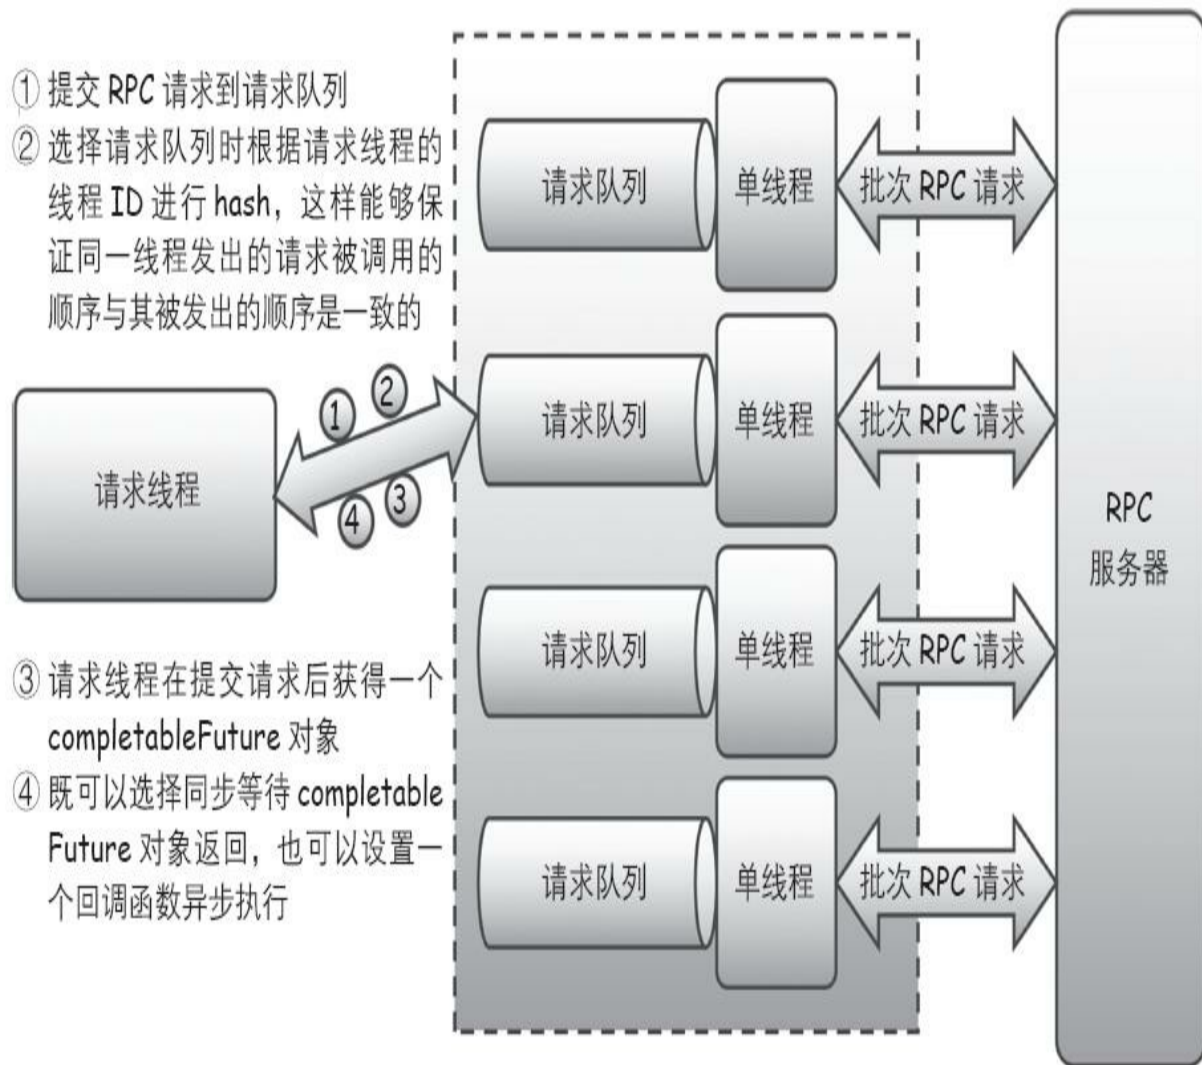 ① 提交 RPC 请求到请求队列
② 选择请求队列时根据请求线程的
线程 ID 进行 hash，这样能够保
证同一线程发出的请求被调用的
顺序与其被发出的顺序是一致的
请求线程
① ②
④ ③
③ 请求线程在提交请求后获得一个
completableFuture 对象
④ 既可以选择同步等待 completable
Future 对象返回，也可以设置一
个回调函数异步执行
请求队列 单线程 批次 RPC 请求
请求队列 单线程 批次 RPC 请求
请求队列 单线程 批次 RPC 请求
请求队列 单线程 批次 RPC 请求
RPC
服务器